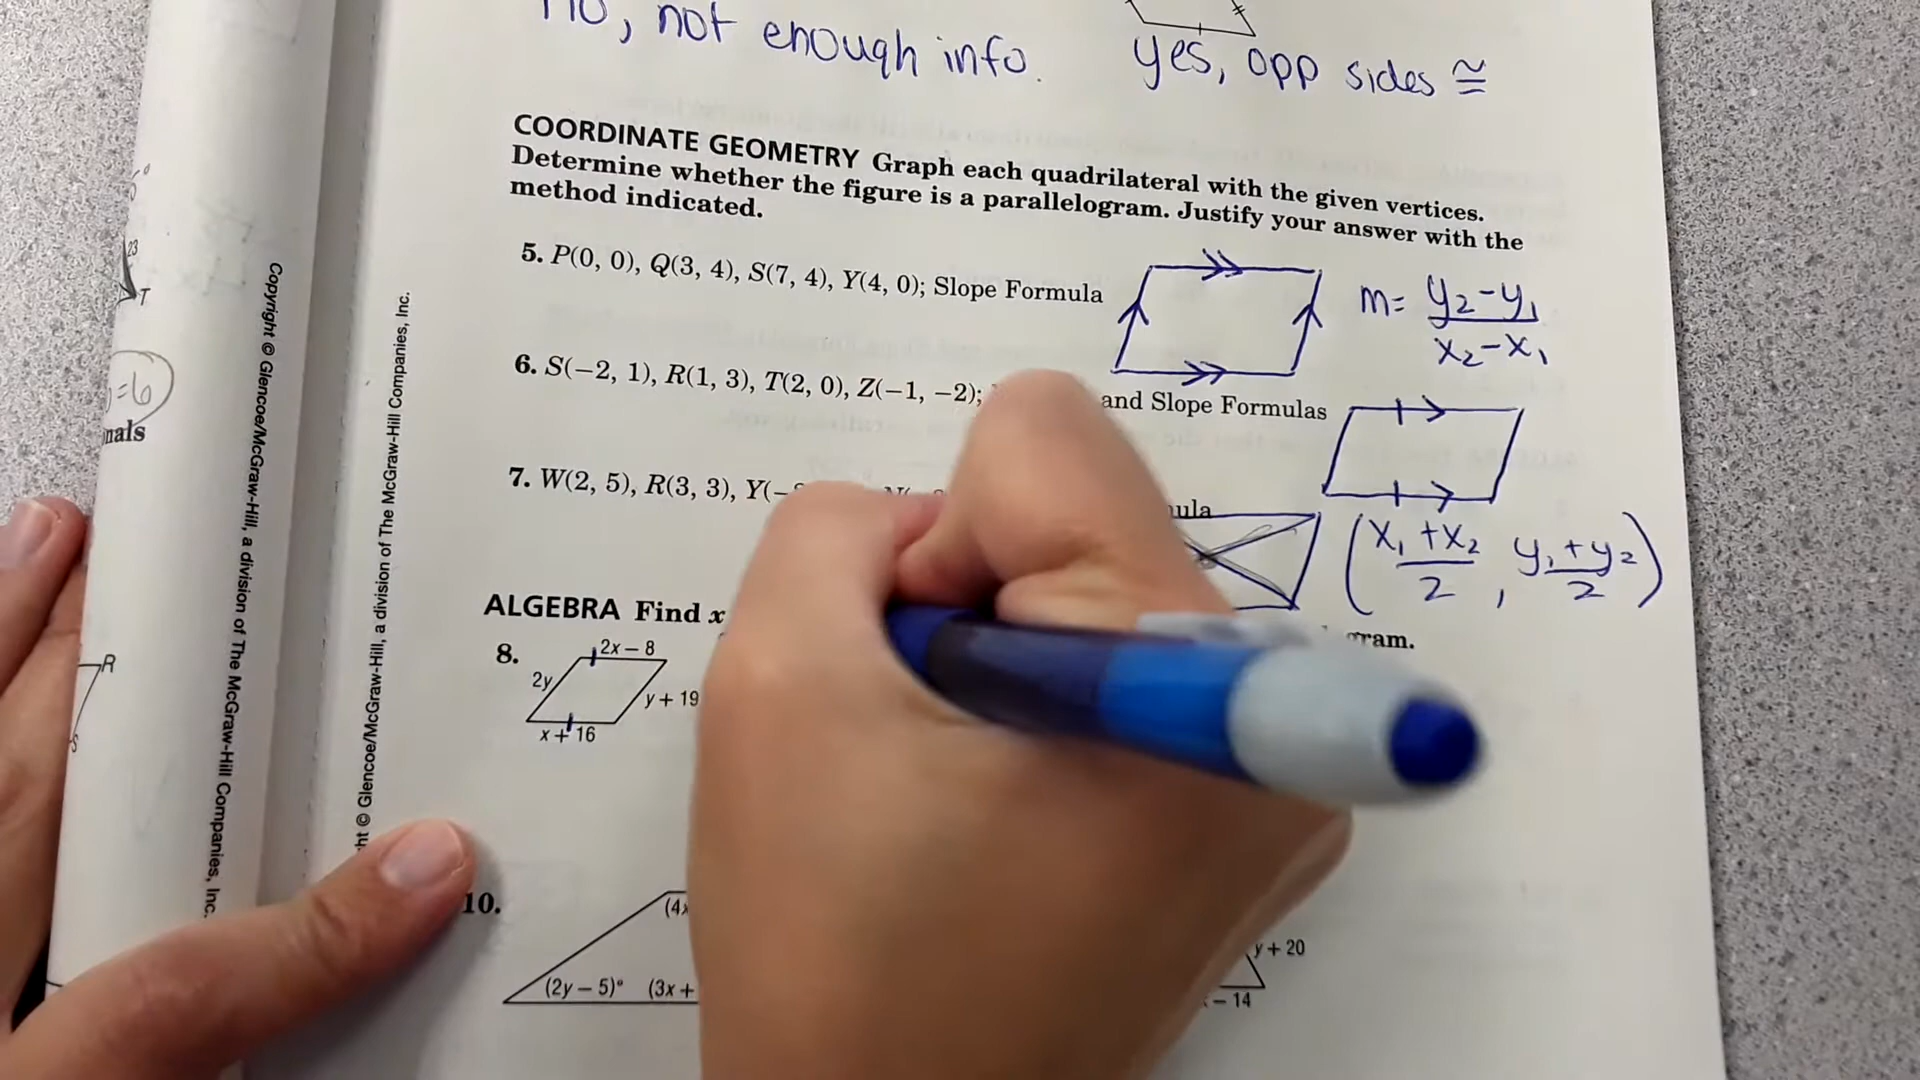 not enough info.
yes, opp sides ≅
COORDINATE GEOMETRY Graph each quadrilateral with the given vertices.
Determine whether the figure is a parallelogram. Justify your answer with the
method indicated.
5. P(0, 0), Q(3, 4), S(7, 4), Y(4, 0); Slope Formula
m= y₂-y₁
x₂-x₁
6. S(−2, 1), R(1, 3), T(2, 0), Z(−1, −2); and Slope Formulas
7. W(2, 5), R(3, 3), Y(−
(x₁+x₂ , y₁+y₂)
2 2
ALGEBRA Find x
8.
2x − 8
2y
y + 19
x + 16
10.
(2y − 5)° (3x +
y + 20
− 14
Copyright © Glencoe/McGraw-Hill, a division of The McGraw-Hill Companies, Inc.
© Glencoe/McGraw-Hill, a division of The McGraw-Hill Companies, Inc.
23
T
=6
R
S